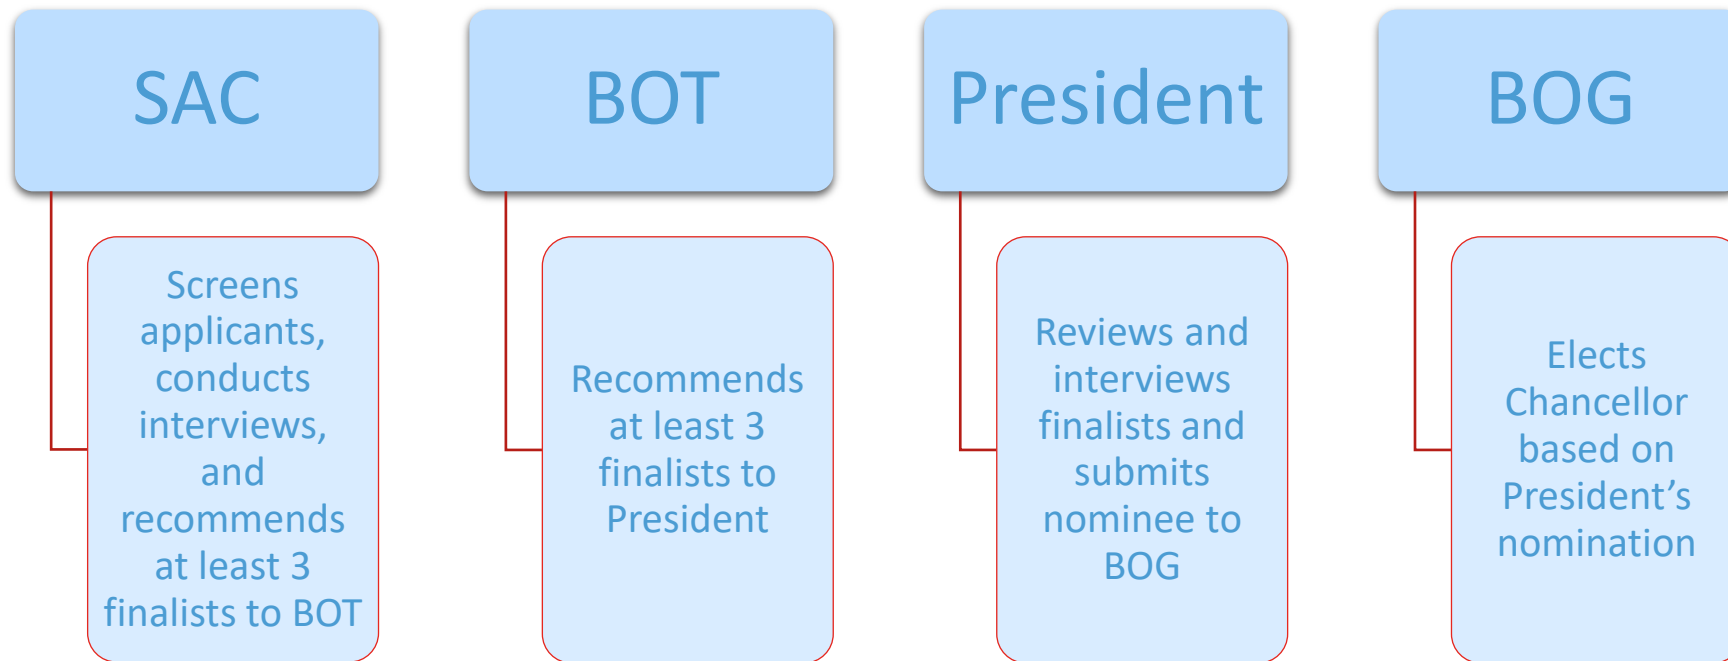 SAC
Screens
applicants,
conducts
interviews,
and
recommends
at least 3
finalists to BOT
BOT
Recommends
at least 3
finalists to
President
President
Reviews and
interviews
finalists and
submits
nominee to
BOG
BOG
Elects
Chancellor
based on
President’s
nomination